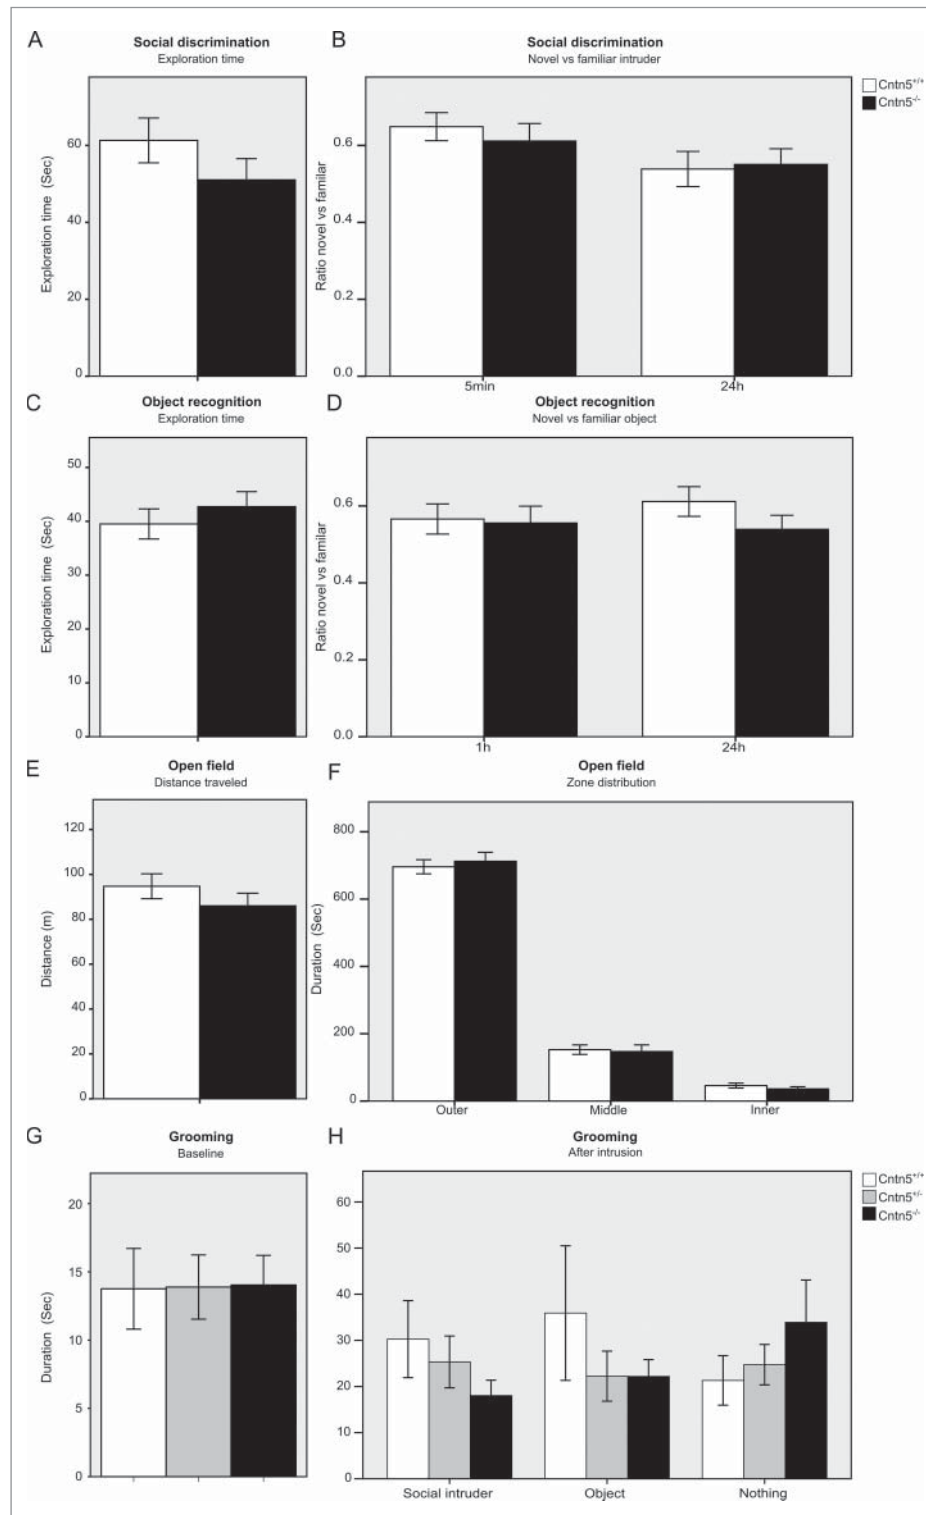 A
Social discrimination
Exploration time
Exploration time (Sec)
60
40
20
0
B
Social discrimination
Novel vs familiar intruder
Ratio novel vs familar
0.6
0.4
0.2
0.0
5min
24h
Cntn5+/+
Cntn5-/-
C
Object recognition
Exploration time
Exploration time (Sec)
50
40
30
20
10
0
D
Object recognition
Novel vs familiar object
Ratio novel vs familar
0.6
0.4
0.2
0.0
1h
24h
E
Open field
Distance traveled
Distance (m)
120
100
80
60
40
20
0
F
Open field
Zone distribution
Duration (Sec)
800
600
400
200
0
Outer
Middle
Inner
G
Grooming
Baseline
Duration (Sec)
20
15
10
5
0
H
Grooming
After intrusion
60
50
40
30
20
10
0
Social intruder
Object
Nothing
Cntn5+/+
Cntn5+/-
Cntn5-/-